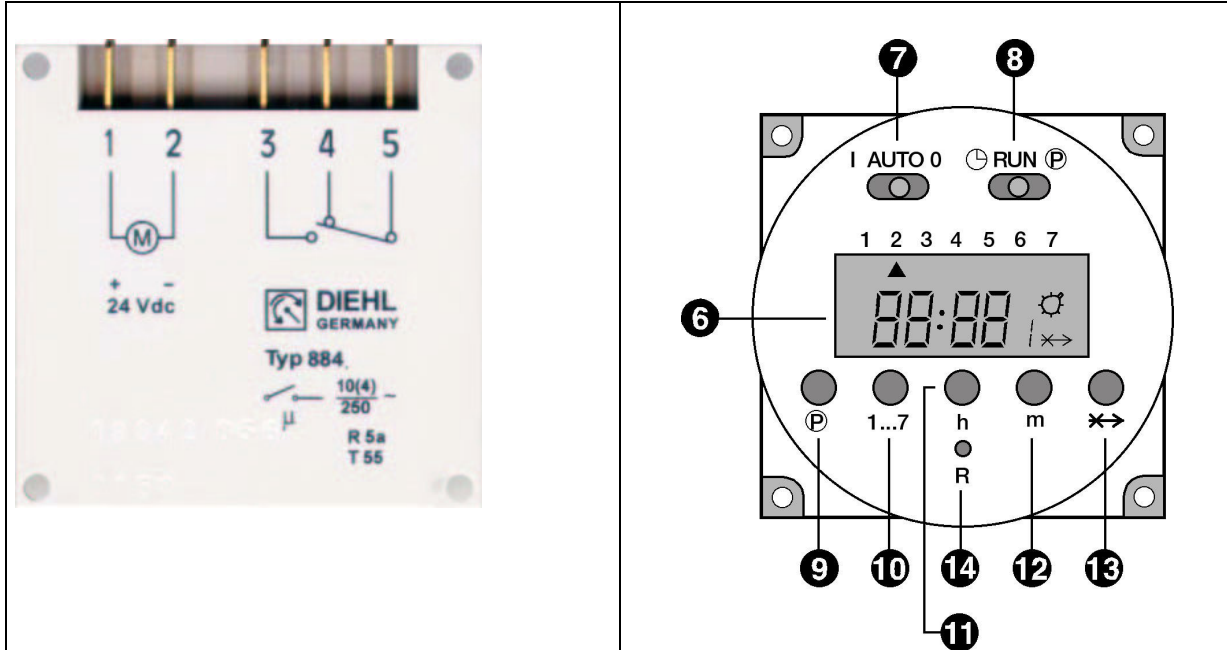 1 2 3 4 5
M
+ -
24 Vdc
DIEHL
GERMANY
Typ 884
10(4)
250 ~
µ
R 5a
T 55
7 8
I AUTO 0 RUN P
1 2 3 4 5 6 7
88:88
6
P 1...7 h m
R
9 10 14 12 13
11